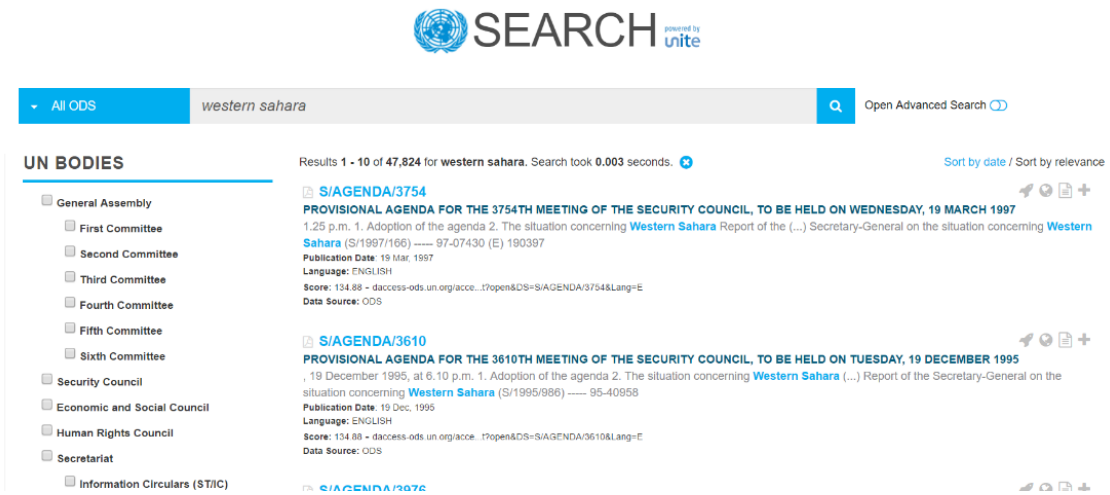 SEARCH powered by unite
All ODS
western sahara
Open Advanced Search
UN BODIES
General Assembly
First Committee
Second Committee
Third Committee
Fourth Committee
Fifth Committee
Sixth Committee
Security Council
Economic and Social Council
Human Rights Council
Secretariat
Information Circulars (ST/IC)
Results 1 - 10 of 47,824 for western sahara. Search took 0.003 seconds.
Sort by date / Sort by relevance
S/AGENDA/3754
PROVISIONAL AGENDA FOR THE 3754TH MEETING OF THE SECURITY COUNCIL, TO BE HELD ON WEDNESDAY, 19 MARCH 1997
1.25 p.m. 1. Adoption of the agenda 2. The situation concerning Western Sahara Report of the (...) Secretary-General on the situation concerning Western
Sahara (S/1997/166) ----- 97-07430 (E) 190397
Publication Date: 19 Mar, 1997
Language: ENGLISH
Score: 134.88 - daccess-ods.un.org/acce...t?open&DS=S/AGENDA/3754&Lang=E
Data Source: ODS
S/AGENDA/3610
PROVISIONAL AGENDA FOR THE 3610TH MEETING OF THE SECURITY COUNCIL, TO BE HELD ON TUESDAY, 19 DECEMBER 1995
, 19 December 1995, at 6.10 p.m. 1. Adoption of the agenda 2. The situation concerning Western Sahara (...) Report of the Secretary-General on the
situation concerning Western Sahara (S/1995/986) ----- 95-40958
Publication Date: 19 Dec, 1995
Language: ENGLISH
Score: 134.88 - daccess-ods.un.org/acce...t?open&DS=S/AGENDA/3610&Lang=E
Data Source: ODS
S/AGENDA/3976